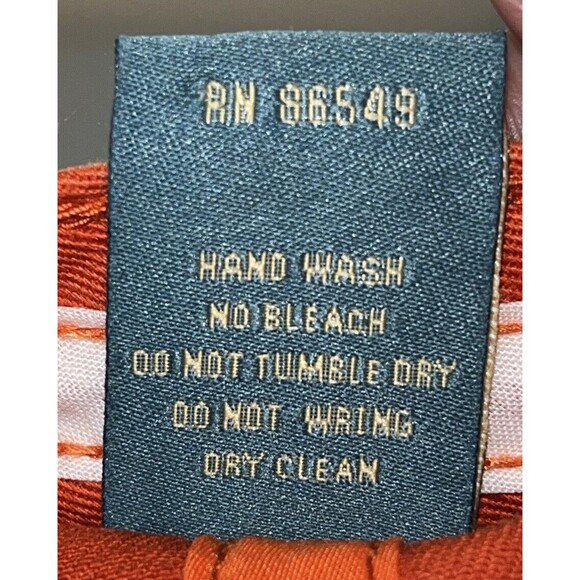 RN 86549
HAND WASH
NO BLEACH
DO NOT TUMBLE DRY
DO NOT WRING
DRY CLEAN